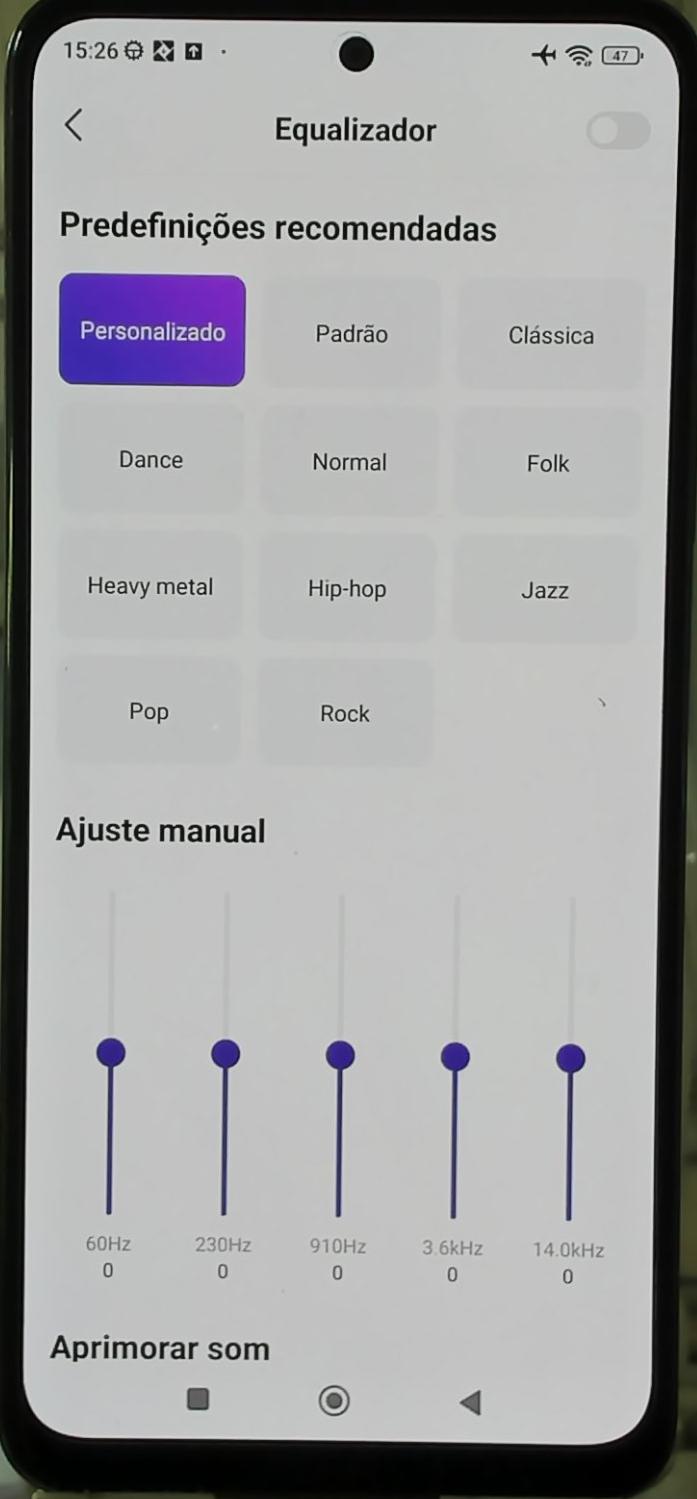 15:26 47
Equalizador
Predefinições recomendadas
Personalizado Padrão Clássica
Dance Normal Folk
Heavy metal Hip-hop Jazz
Pop Rock
Ajuste manual
60Hz 230Hz 910Hz 3.6kHz 14.0kHz
0 0 0 0 0
Aprimorar som